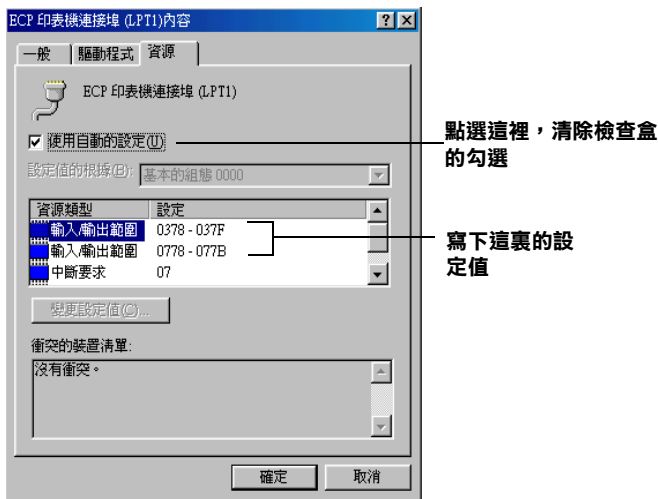 ECP 印表機連接埠 (LPT1)內容
一般
驅動程式
資源
ECP 印表機連接埠 (LPT1)
使用自動的設定(U)
設定值的根據(B):
基本的組態 0000
資源類型 設定
輸入/輸出範圍 0378 - 037F
輸入/輸出範圍 0778 - 077B
中斷要求 07
變更設定值(C)...
衝突的裝置清單:
沒有衝突。
確定
取消
點選這裡，清除檢查盒
的勾選
寫下這裏的設
定值